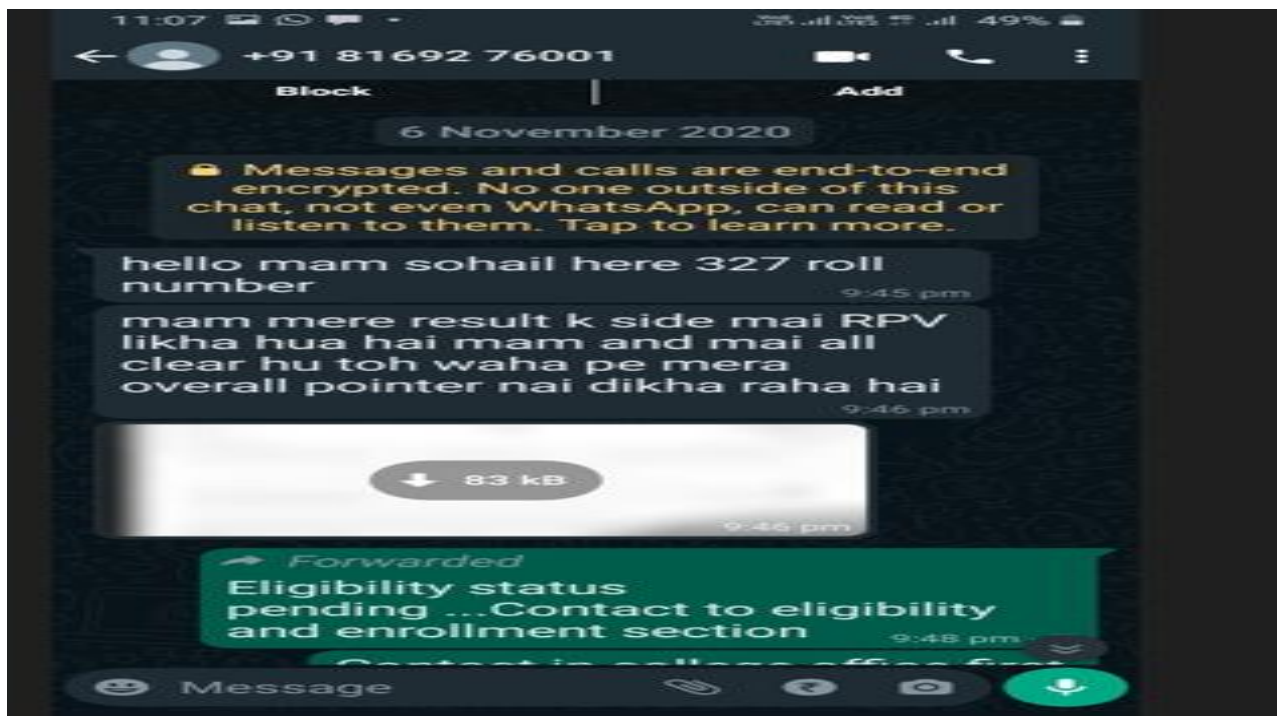 11:07
49%
+91 81692 76001
Block
Add
6 November 2020
Messages and calls are end-to-end
encrypted. No one outside of this
chat, not even WhatsApp, can read or
listen to them. Tap to learn more.
hello mam sohail here 327 roll
number
9:45 pm
mam mere result k side mai RPV
likha hua hai mam and mai all
clear hu toh waha pe mera
overall pointer nai dikha raha hai
9:46 pm
83 kB
9:46 pm
Forwarded
Eligibility status
pending ...Contact to eligibility
and enrollment section
9:48 pm
Contact in college office first
Message